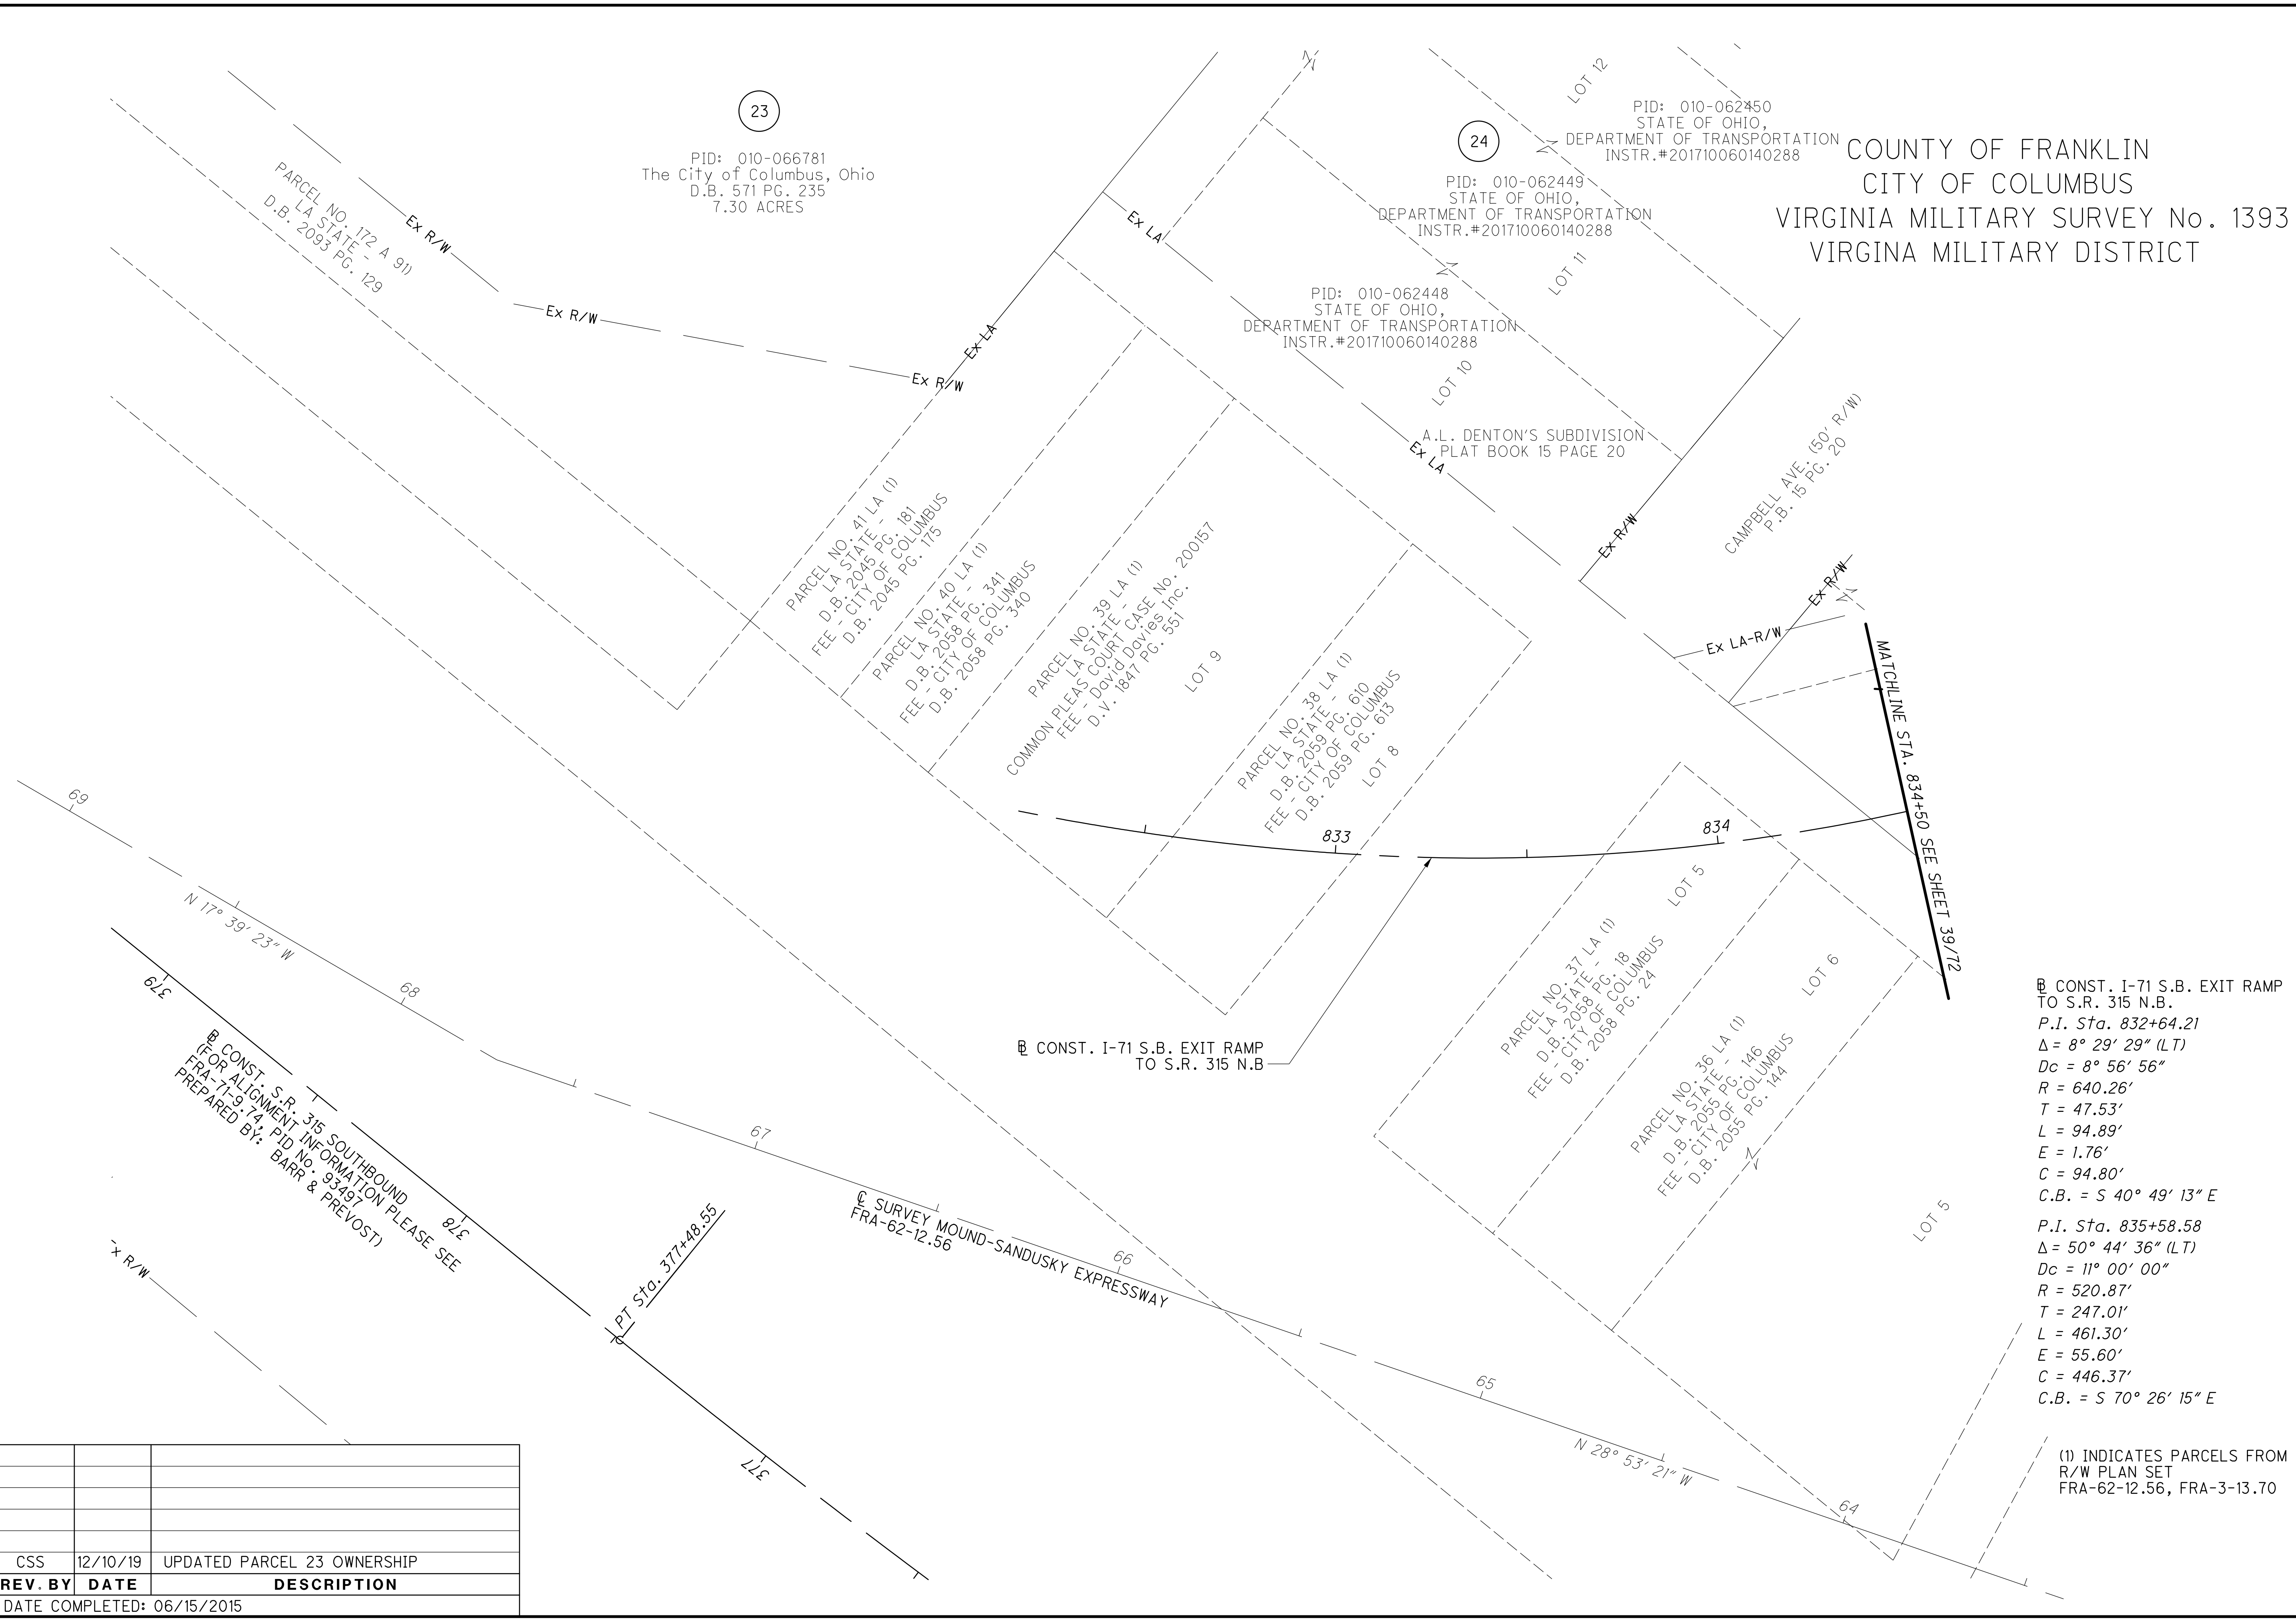 23
PID: 010-066781
The City of Columbus, Ohio
D.B. 571 PG. 235
7.30 ACRES
PARCEL NO. 172 A 91)
LA STATE -
D.B. 2093 PG. 129
Ex R/W
Ex R/W
Ex R/W
Ex LA
Ex LA
LOT 12
PID: 010-062450
STATE OF OHIO,
DEPARTMENT OF TRANSPORTATION
INSTR.#201710060140288
24
PID: 010-062449
STATE OF OHIO,
DEPARTMENT OF TRANSPORTATION
INSTR.#201710060140288
LOT 11
PID: 010-062448
STATE OF OHIO,
DEPARTMENT OF TRANSPORTATION
INSTR.#201710060140288
LOT 10
A.L. DENTON'S SUBDIVISION
PLAT BOOK 15 PAGE 20
Ex LA
COUNTY OF FRANKLIN
CITY OF COLUMBUS
VIRGINIA MILITARY SURVEY No. 1393
VIRGINA MILITARY DISTRICT
CAMPBELL AVE. (50' R/W)
P.B. 15 PG. 20
Ex R/W
Ex R/W
Ex LA-R/W
MATCHLINE STA. 834+50 SEE SHEET 39/72
PARCEL NO. 41 LA (1)
LA STATE -
D.B. 2045 PG. 181
FEE - CITY OF COLUMBUS
D.B. 2045 PG. 175
PARCEL NO. 40 LA (1)
LA STATE -
D.B. 2058 PG. 341
FEE - CITY OF COLUMBUS
D.B. 2058 PG. 340
PARCEL NO. 39 LA (1)
LA STATE -
COMMON PLEAS COURT CASE No. 200157
FEE - David Davies Inc.
D.V. 1847 PG. 551
LOT 9
PARCEL NO. 38 LA (1)
LA STATE -
D.B. 2059 PG. 610
FEE - CITY OF COLUMBUS
D.B. 2059 PG. 613
LOT 8
833
834
PARCEL NO. 37 LA (1)
LA STATE -
D.B. 2058 PG. 18
FEE - CITY OF COLUMBUS
D.B. 2058 PG. 24
LOT 5
PARCEL NO. 36 LA (1)
LA STATE -
D.B. 2055 PG. 146
FEE - CITY OF COLUMBUS
D.B. 2055 PG. 144
LOT 6
LOT 5
℄ CONST. I-71 S.B. EXIT RAMP
TO S.R. 315 N.B
69
N 17° 39' 23" W
68
67
66
65
64
379
378
377
℄ CONST. S.R. 315 SOUTHBOUND
(FOR ALIGNMENT INFORMATION PLEASE SEE
FRA-71-9.74, PID No. 93497
PREPARED BY: BARR & PREVOST)
x R/W
PT Sta. 377+48.55
℄ SURVEY MOUND-SANDUSKY EXPRESSWAY
FRA-62-12.56
N 28° 53' 21" W
℄ CONST. I-71 S.B. EXIT RAMP
TO S.R. 315 N.B.
P.I. Sta. 832+64.21
Δ = 8° 29' 29" (LT)
Dc = 8° 56' 56"
R = 640.26'
T = 47.53'
L = 94.89'
E = 1.76'
C = 94.80'
C.B. = S 40° 49' 13" E
P.I. Sta. 835+58.58
Δ = 50° 44' 36" (LT)
Dc = 11° 00' 00"
R = 520.87'
T = 247.01'
L = 461.30'
E = 55.60'
C = 446.37'
C.B. = S 70° 26' 15" E
(1) INDICATES PARCELS FROM
R/W PLAN SET
FRA-62-12.56, FRA-3-13.70
CSS 12/10/19 UPDATED PARCEL 23 OWNERSHIP
REV. BY DATE DESCRIPTION
DATE COMPLETED: 06/15/2015